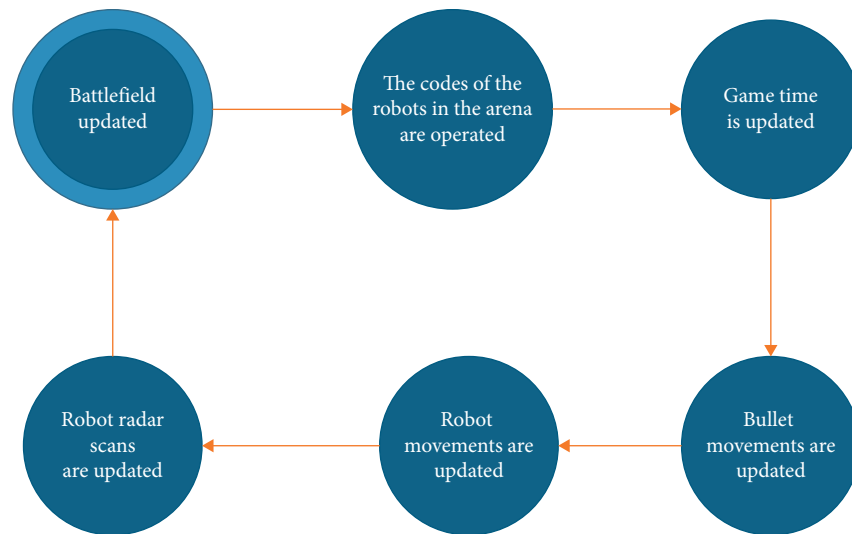 Battlefield
updated
The codes of the
robots in the arena
are operated
Game time
is updated
Robot radar
scans
are updated
Robot
movements are
updated
Bullet
movements are
updated